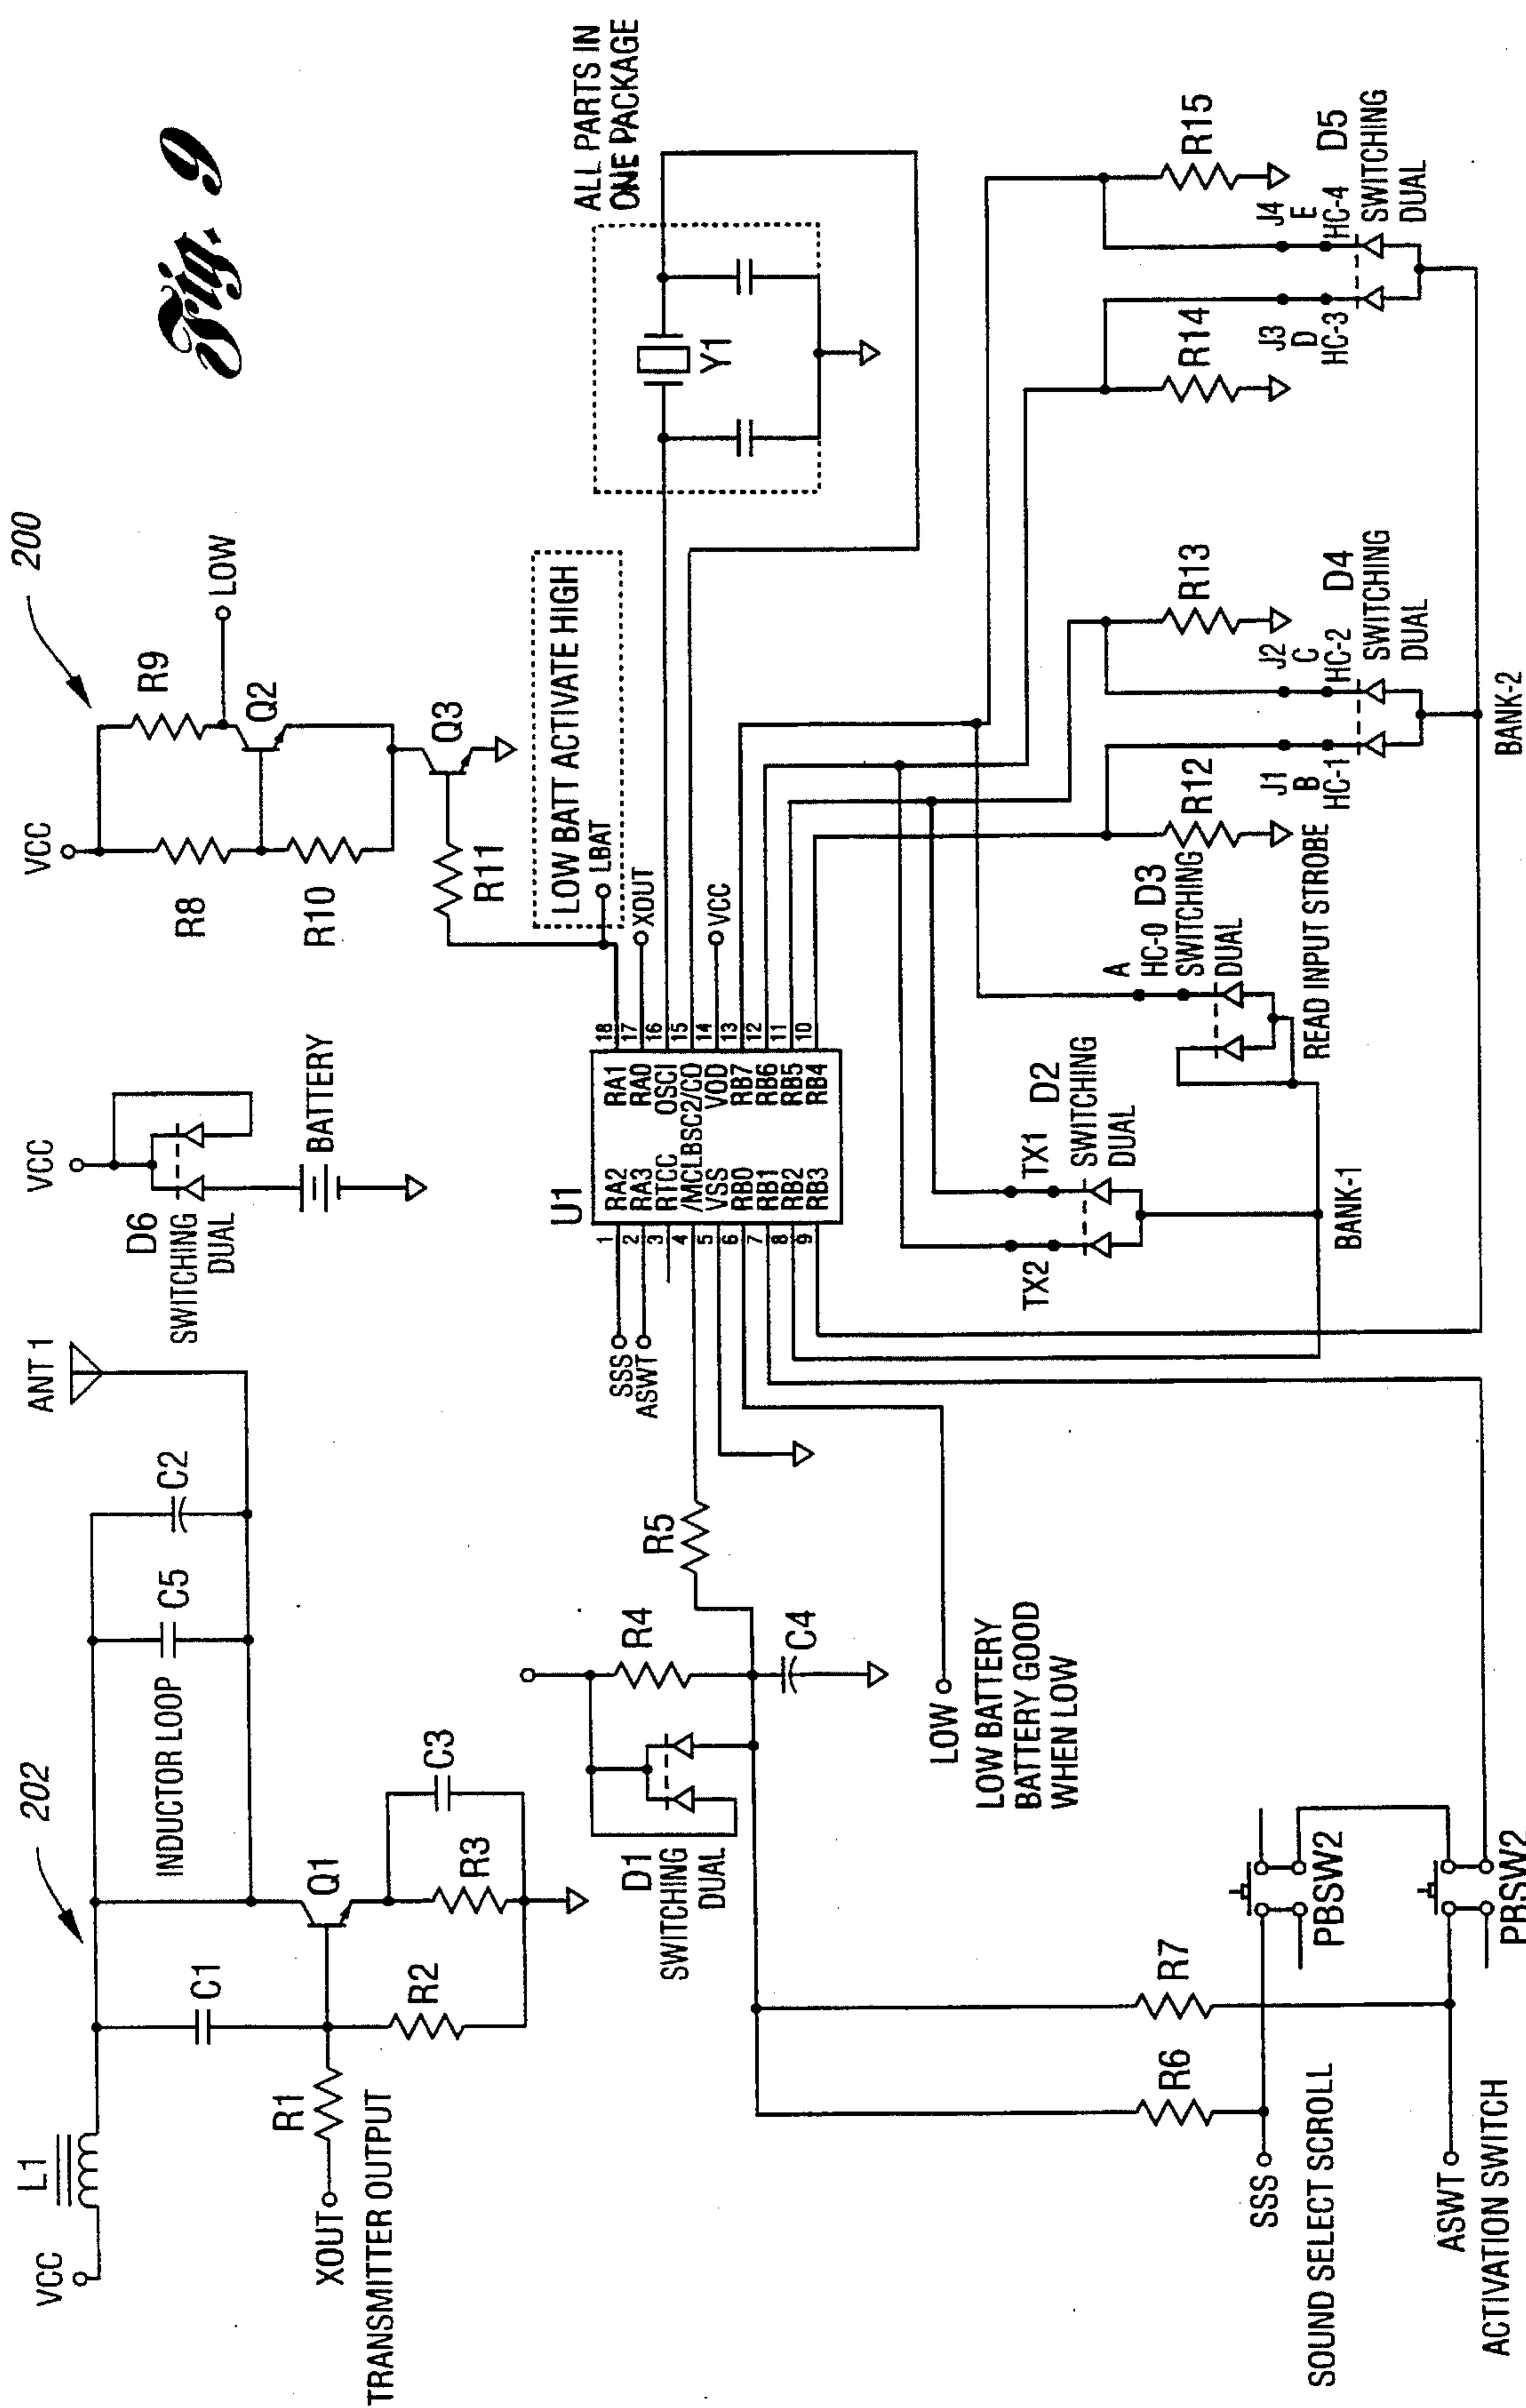 Fig. 9
202
VCC
L1
C1
INDUCTOR LOOP
C5
C2
ANT 1
XOUT
R1
TRANSMITTER OUTPUT
Q1
R2
R3
C3
VCC
D6
SWITCHING
DUAL
BATTERY
200
VCC
R8
R9
LOW
Q2
R10
Q3
R11
LOW BATT ACTIVATE HIGH
LBAT
XOUT
VCC
ALL PARTS IN
ONE PACKAGE
Y1
D1
SWITCHING
DUAL
R4
C4
R5
SSS
ASWT
U1
1 RA2 RA1 18
2 RA3 RA0 17
3 RTCC OSCI 16
4 /MCLBSC2/CO 15
5 VSS VOD 14
6 RB0 RB7 13
7 RB1 RB6 12
8 RB2 RB5 11
9 RB3 RB4 10
LOW
LOW BATTERY
BATTERY GOOD
WHEN LOW
TX2
TX1
D2
SWITCHING
DUAL
BANK-1
A
HC-0
D3
SWITCHING
DUAL
READ INPUT STROBE
R12
J1
B
HC-1
R13
J2
C
HC-2
D4
SWITCHING
DUAL
BANK-2
R14
J3
D
HC-3
R15
J4
E
HC-4
D5
SWITCHING
DUAL
R6
R7
SSS
SOUND SELECT SCROLL
PBSW2
ASWT
ACTIVATION SWITCH
PBSW2